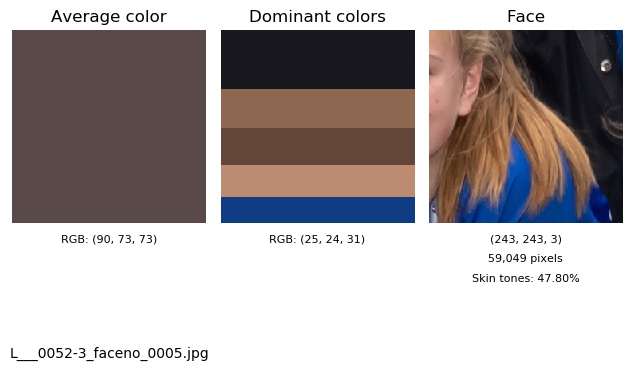 Average color
Dominant colors
Face
RGB: (90, 73, 73)
RGB: (25, 24, 31)
(243, 243, 3)
59,049 pixels
Skin tones: 47.80%
L___0052-3_faceno_0005.jpg